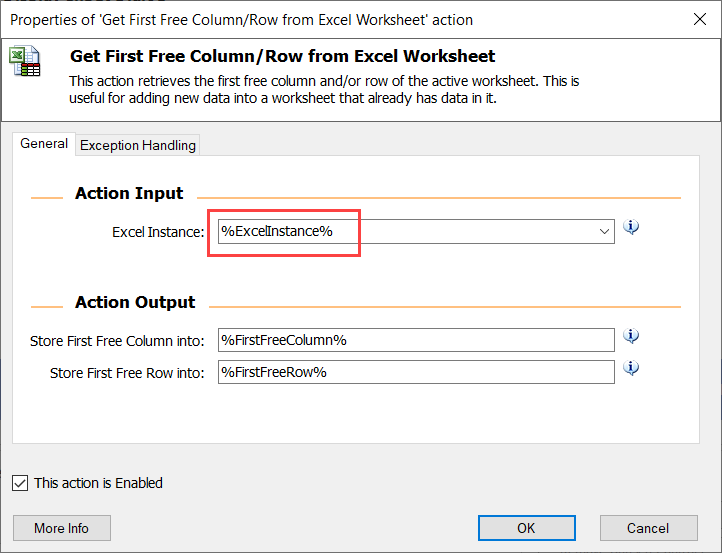 Properties of 'Get First Free Column/Row from Excel Worksheet' action
Get First Free Column/Row from Excel Worksheet
This action retrieves the first free column and/or row of the active worksheet. This is
useful for adding new data into a worksheet that already has data in it.
General
Exception Handling
Action Input
Excel Instance: %ExcelInstance%
Action Output
Store First Free Column into: %FirstFreeColumn%
Store First Free Row into: %FirstFreeRow%
This action is Enabled
More Info
OK
Cancel